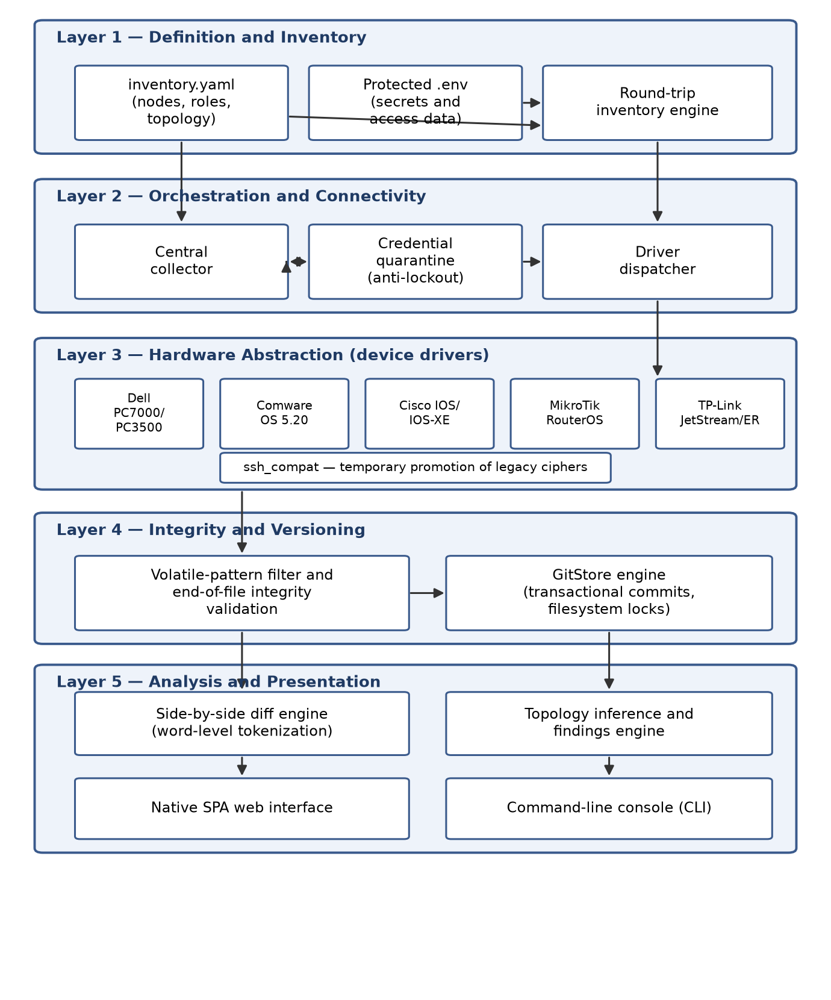 Layer 1 — Definition and Inventory
inventory.yaml
(nodes, roles,
topology)
Protected .env
(secrets and
access data)
Round-trip
inventory engine
Layer 2 — Orchestration and Connectivity
Central
collector
Credential
quarantine
(anti-lockout)
Driver
dispatcher
Layer 3 — Hardware Abstraction (device drivers)
Dell
PC7000/
PC3500
Comware
OS 5.20
Cisco IOS/
IOS-XE
MikroTik
RouterOS
TP-Link
JetStream/ER
ssh_compat — temporary promotion of legacy ciphers
Layer 4 — Integrity and Versioning
Volatile-pattern filter and
end-of-file integrity
validation
GitStore engine
(transactional commits,
filesystem locks)
Layer 5 — Analysis and Presentation
Side-by-side diff engine
(word-level tokenization)
Topology inference and
findings engine
Native SPA web interface
Command-line console (CLI)